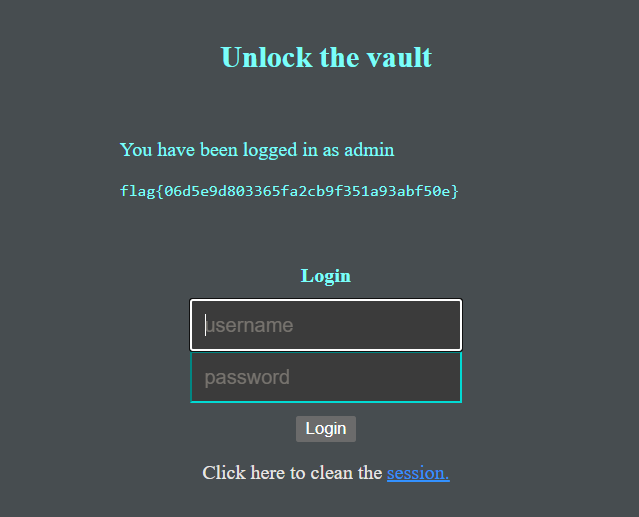 Unlock the vault
You have been logged in as admin
flag{06d5e9d803365fa2cb9f351a93abf50e}
Login
username
password
Login
Click here to clean the session.